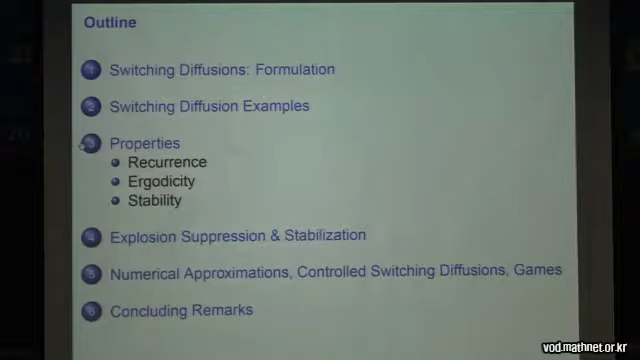 Outline
1 Switching Diffusions: Formulation
2 Switching Diffusion Examples
3 Properties
Recurrence
Ergodicity
Stability
4 Explosion Suppression & Stabilization
5 Numerical Approximations, Controlled Switching Diffusions, Games
6 Concluding Remarks
vod.mathnet.or.kr